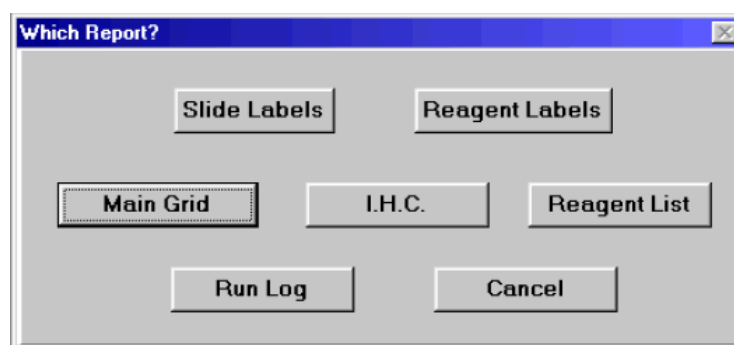 Which Report?
Slide Labels
Reagent Labels
Main Grid
I.H.C.
Reagent List
Run Log
Cancel